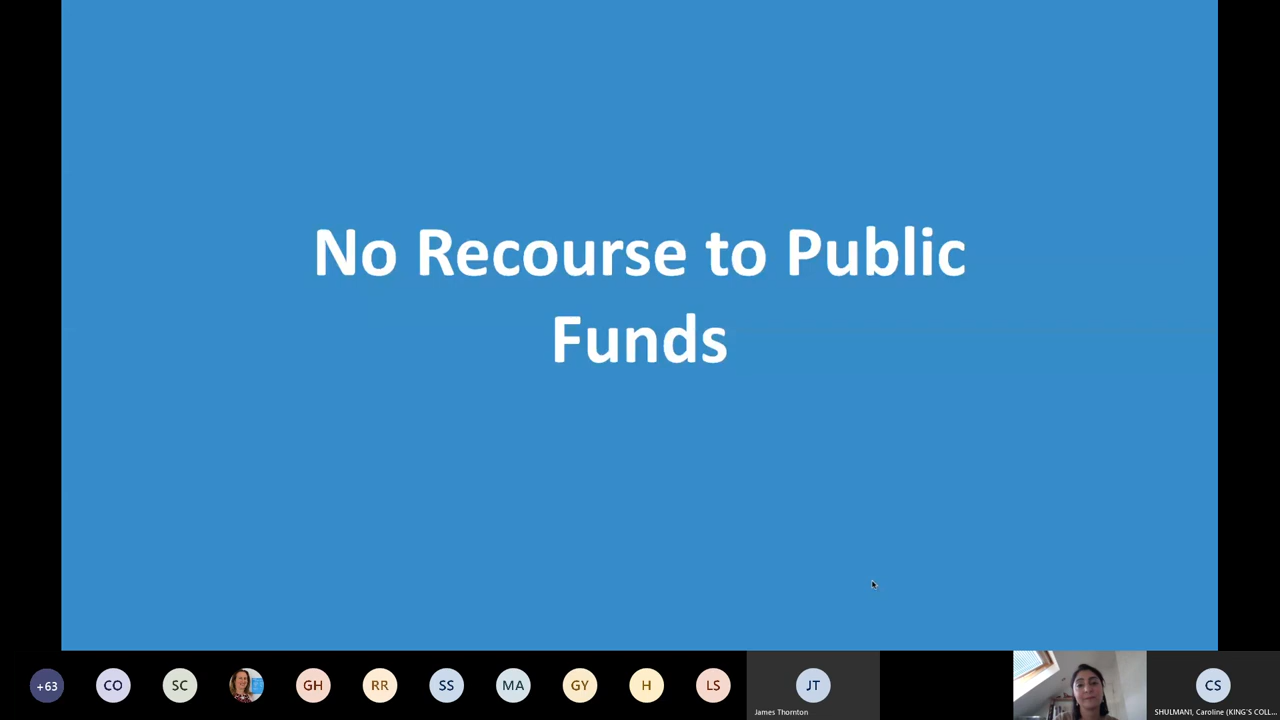 No Recourse to Public
Funds
+63
CO
SC
GH
RR
SS
MA
GY
H
LS
JT
CS
James Thornton
SHULMANI, Caroline (KING'S COLL...